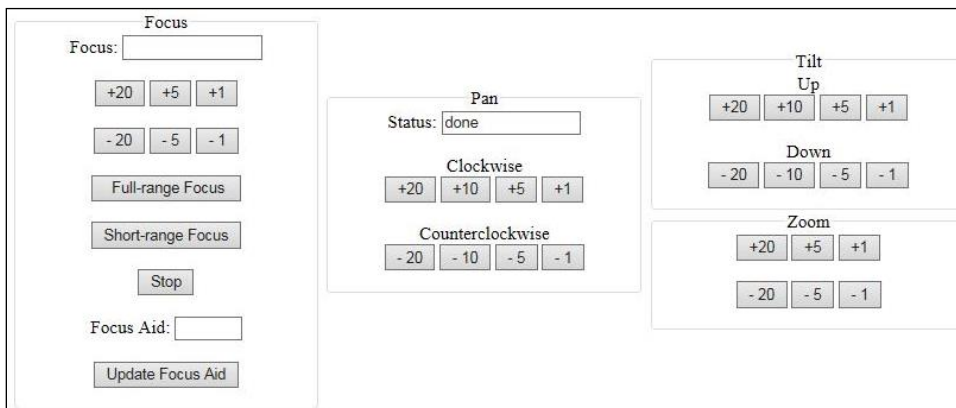 Focus
Focus:
+20 +5 +1
- 20 - 5 - 1
Full-range Focus
Short-range Focus
Stop
Focus Aid:
Update Focus Aid
Pan
Status: done
Clockwise
+20 +10 +5 +1
Counterclockwise
- 20 - 10 - 5 - 1
Tilt
Up
+20 +10 +5 +1
Down
- 20 - 10 - 5 - 1
Zoom
+20 +5 +1
- 20 - 5 - 1